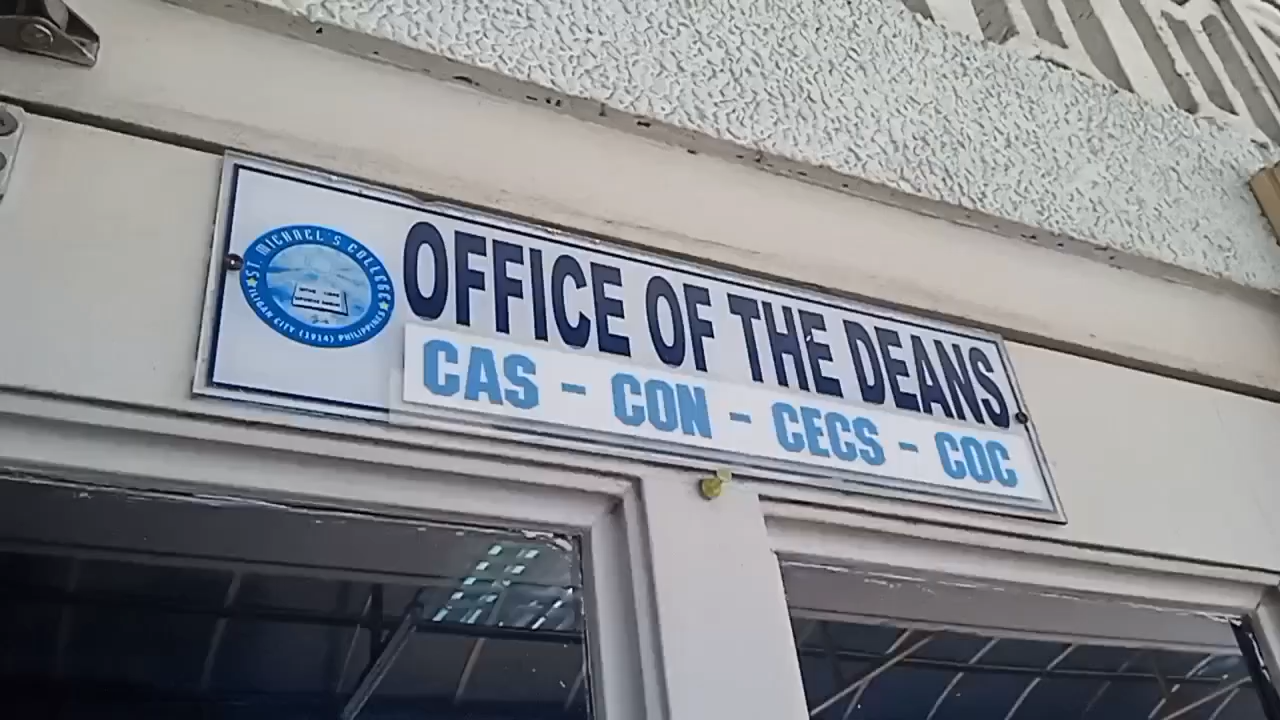 ST. MICHAEL'S COLLEGE
ILIGAN CITY (1914) PHILIPPINES
OFFICE OF THE DEANS
CAS - CON - CECS - COC